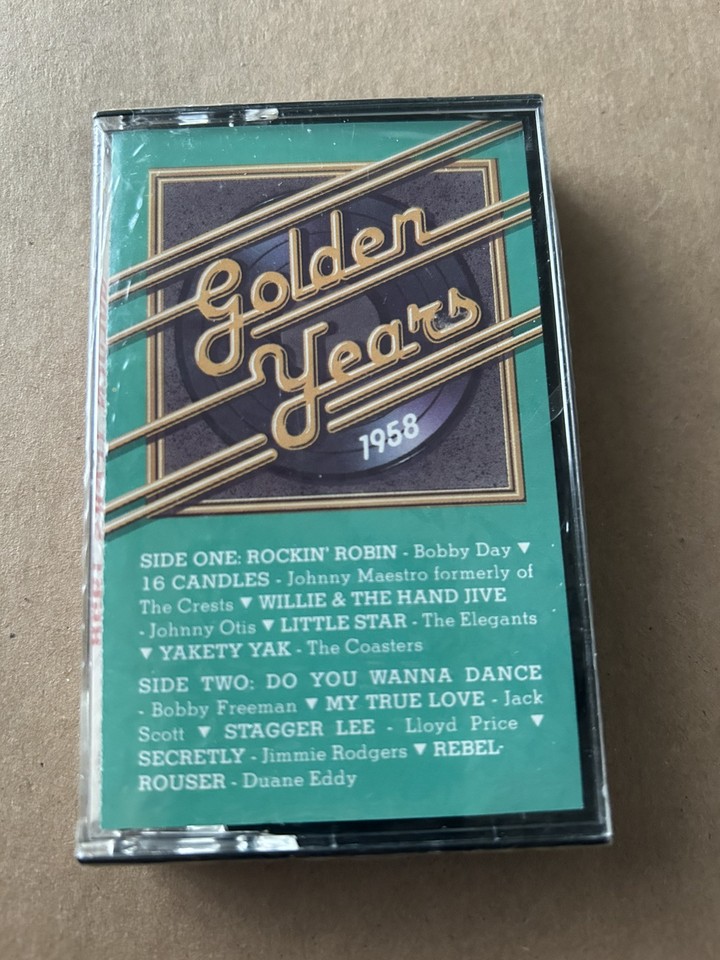 Golden
Years
1958
SIDE ONE: ROCKIN' ROBIN - Bobby Day ▼
16 CANDLES - Johnny Maestro formerly of
The Crests ▼ WILLIE & THE HAND JIVE
- Johnny Otis ▼ LITTLE STAR - The Elegants
▼ YAKETY YAK - The Coasters
SIDE TWO: DO YOU WANNA DANCE
- Bobby Freeman ▼ MY TRUE LOVE - Jack
Scott ▼ STAGGER LEE - Lloyd Price ▼
SECRETLY - Jimmie Rodgers ▼ REBEL-
ROUSER - Duane Eddy